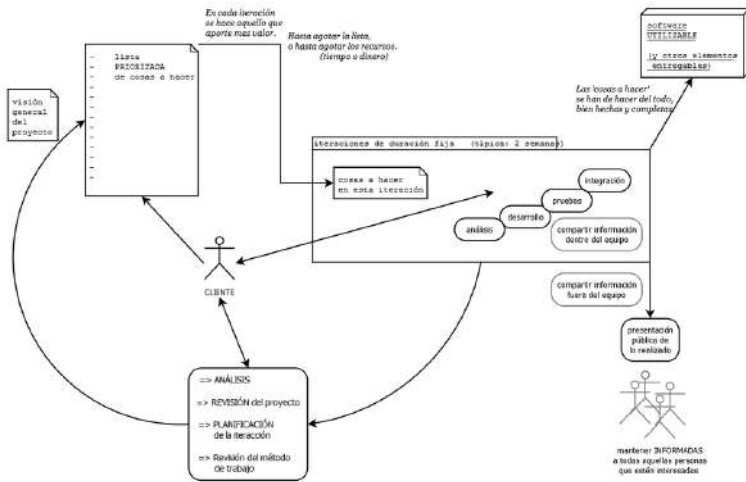 En cada iteración
se hace aquello que
aporte mas valor.
Hasta agotar la lista,
o hasta agotar los recursos.
(tiempo o dinero)
lista
PRIORIZADA
de cosas a hacer
visión
general
del
proyecto
software
UTILIZABLE
(y otros elementos
entregables)
Las 'cosas a hacer'
se han de hacer del todo,
bien hechas y completas.
iteraciones de duración fija (típico: 2 semanas)
cosas a hacer
en esta iteración
integración
pruebas
desarrollo
análisis
compartir información
dentro del equipo
compartir información
fuera del equipo
CLIENTE
presentación
pública de
lo realizado
=> ANÁLISIS
=> REVISIÓN del proyecto
=> PLANIFICACIÓN
de la iteracción
=> Revisión del método
de trabajo
mantener INFORMADAS
a todas aquellas personas
que estén interesadas